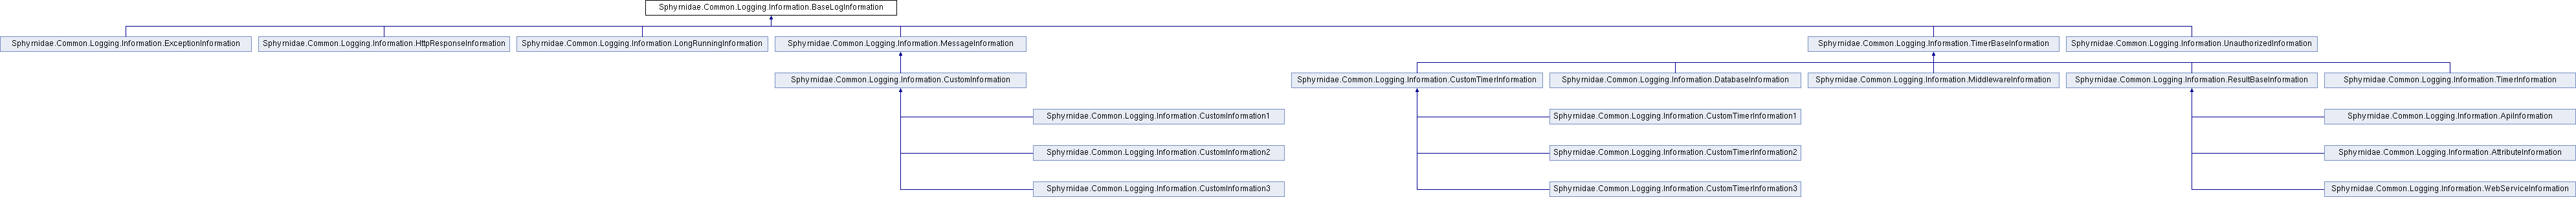 Sphyrnidae.Common.Logging.Information.BaseLogInformation
Sphyrnidae.Common.Logging.Information.ExceptionInformation
Sphyrnidae.Common.Logging.Information.HttpResponseInformation
Sphyrnidae.Common.Logging.Information.LongRunningInformation
Sphyrnidae.Common.Logging.Information.MessageInformation
Sphyrnidae.Common.Logging.Information.TimerBaseInformation
Sphyrnidae.Common.Logging.Information.UnauthorizedInformation
Sphyrnidae.Common.Logging.Information.CustomInformation
Sphyrnidae.Common.Logging.Information.CustomTimerInformation
Sphyrnidae.Common.Logging.Information.DatabaseInformation
Sphyrnidae.Common.Logging.Information.MiddlewareInformation
Sphyrnidae.Common.Logging.Information.ResultBaseInformation
Sphyrnidae.Common.Logging.Information.TimerInformation
Sphyrnidae.Common.Logging.Information.CustomInformation1
Sphyrnidae.Common.Logging.Information.CustomTimerInformation1
Sphyrnidae.Common.Logging.Information.ApiInformation
Sphyrnidae.Common.Logging.Information.CustomInformation2
Sphyrnidae.Common.Logging.Information.CustomTimerInformation2
Sphyrnidae.Common.Logging.Information.AttributeInformation
Sphyrnidae.Common.Logging.Information.CustomInformation3
Sphyrnidae.Common.Logging.Information.CustomTimerInformation3
Sphyrnidae.Common.Logging.Information.WebServiceInformation